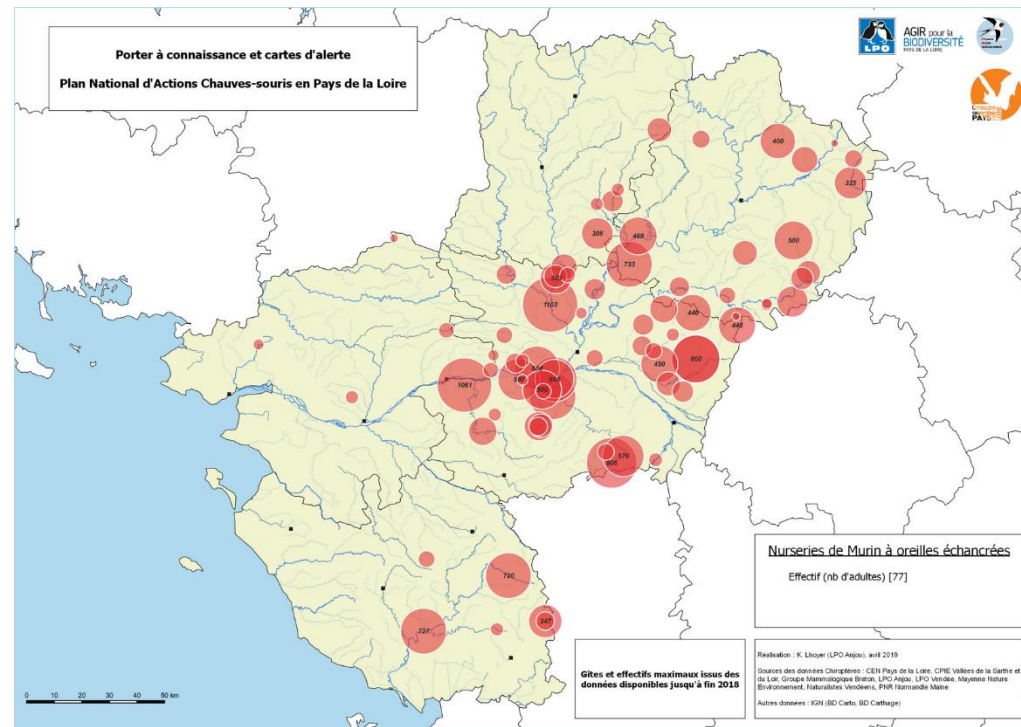 Porter à connaissance et cartes d'alerte
Plan National d'Actions Chauves-souris en Pays de la Loire
LPO
AGIR pour la
BIODIVERSITÉ
PAYS DE LA LOIRE
400
325
308
469
500
733
1103
440
446
800
450
1061
576
906
347
Nurseries de Murin à oreilles échancrées
Effectif (nb d'adultes) [77]
Gîtes et effectifs maximaux issus des
données disponibles jusqu'à fin 2018
Réalisation : K. Lhoyer (LPO Anjou), avril 2019
Sources des données Chiroptères : CEN Pays de la Loire, CPIE Vallées de la Sarthe et
du Loir, Groupe Mammalogique Breton, LPO Anjou, LPO Vendée, Mayenne Nature
Environnement, Naturalistes Vendéens, PNR Normandie Maine
Autres données : IGN (BD Carto, BD Carthage)
0 10 20 30 40 50 km